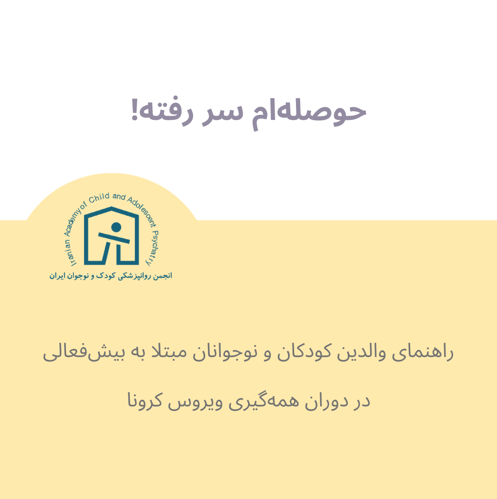 حوصله‌ام سر رفته!
Iranian Academy of Child and Adolescent Psychiatry
انجمن روانپزشکی کودک و نوجوان ایران
راهنمای والدین کودکان و نوجوانان مبتلا به بیش‌فعالی
در دوران همه‌گیری ویروس کرونا